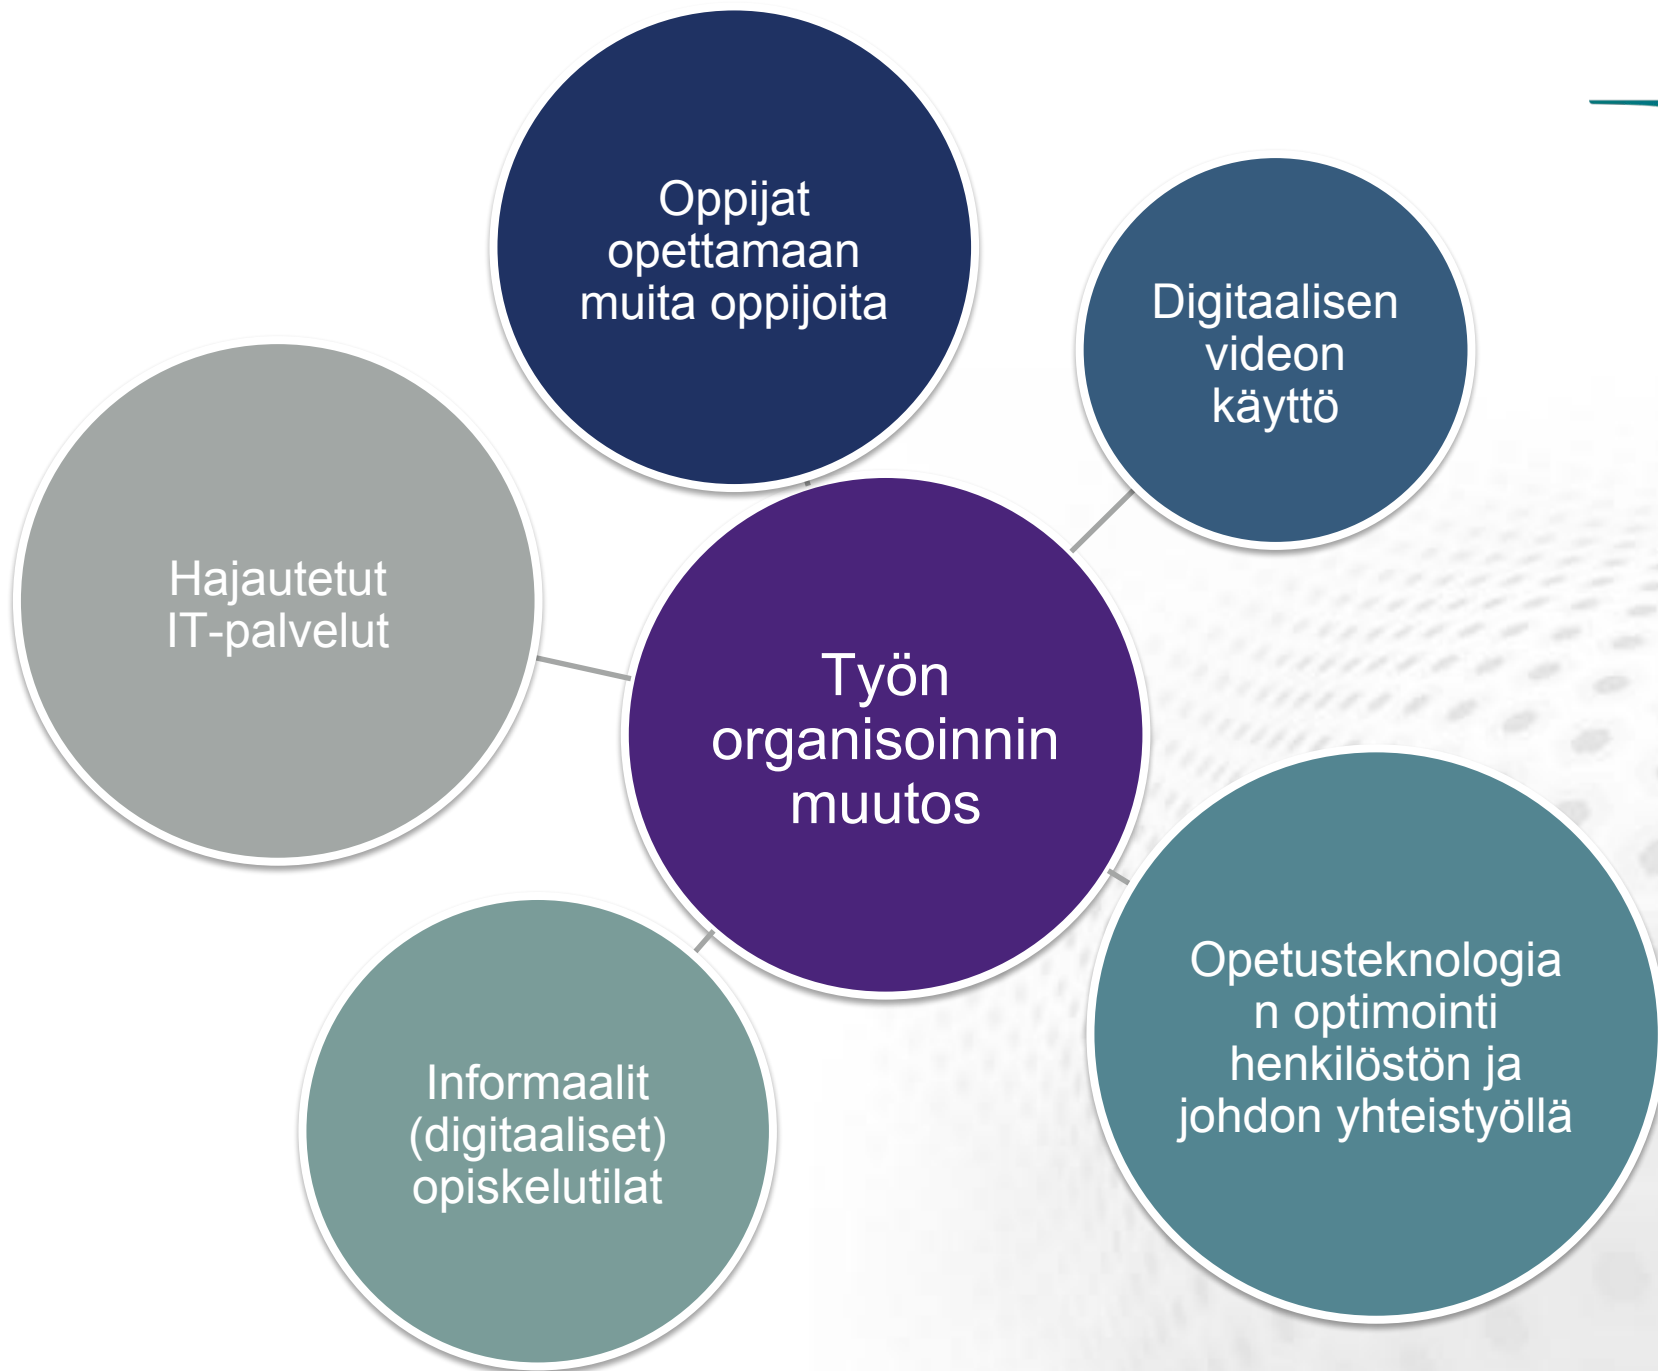 Oppijat
opettamaan
muita oppijoita
Digitaalisen
videon
käyttö
Hajautetut
IT-palvelut
Työn
organisoinnin
muutos
Opetusteknologia
n optimointi
henkilöstön ja
johdon yhteistyöllä
Informaalit
(digitaaliset)
opiskelutilat